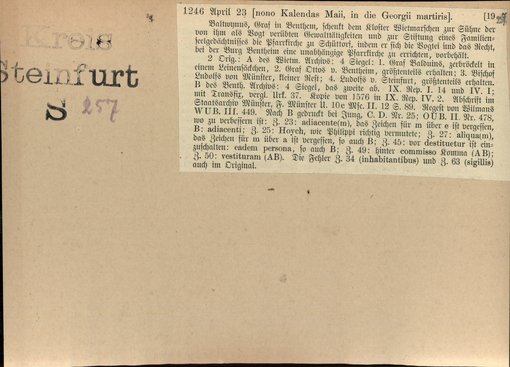 Kreis
Steinfurt
S 257
1246 April 23 [nono Kalendas Maii, in die Georgii martiris]. [19
Baltwynus, Graf in Benthem, schenkt dem Kloster Wietmarschen zur Sühne der
von ihm als Vogt verübten Gewalttätigkeiten und zur Stiftung eines Familien-
seelgedächtnisses die Pfarrkirche zu Schüttorf, indem er sich die Vogtei und das Recht,
bei der Burg Bentheim eine unabhängige Pfarrkirche zu errichten, vorbehält.
2 Orig.: A des Wietm. Archivs: 4 Siegel: 1. Graf Balduins, zerbröckelt in
einem Leinensäckchen, 2. Graf Ottos v. Bentheim, größtenteils erhalten; 3. Bischof
Ludolfs von Münster, kleiner Rest; 4. Ludolfs v. Steinfurt, größtenteils erhalten.
B des Benth. Archivs: 4 Siegel, das zweite ab. IX. Rep. I. 14 und IV. 1;
mit Transfix, vergl. Urk. 37. Kopie von 1576 in IX. Rep. IV. 2. Abschrift im
Staatsarchiv Münster, F. Münster U. 10e Msc. II. 12 S. 89. Regest von Wilmans
WUB. III. 449. Nach B gedruckt bei Jung, C. D. Nr. 25; OUB. II. Nr. 478,
wo zu verbessern ist: Z. 23: adiacente(m), das Zeichen für m über e ist vergessen,
B: adiacenti; Z. 25: Hoych, wie Philippi richtig vermutete; Z. 27: aliqua(m),
das Zeichen für m über a ist vergessen, so auch B; Z. 45: vor destituetur ist ein-
zuschalten: eadem persona, so auch B; Z. 49: hinter commisso Komma (AB);
Z. 50: vestituram (AB). Die Fehler Z. 34 (inhabitantibus) und Z. 63 (sigillis)
auch im Original.